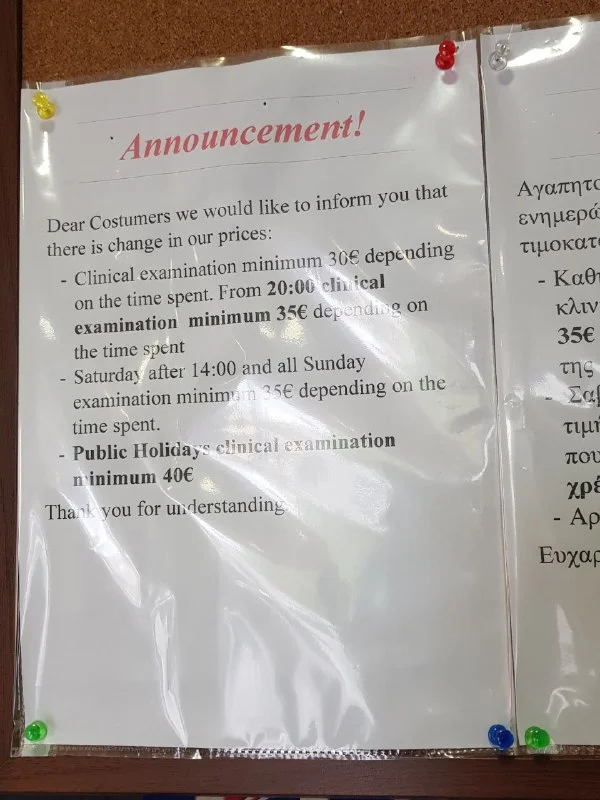 Announcement!
Dear Costumers we would like to inform you that
there is change in our prices:
- Clinical examination minimum 30€ depending
on the time spent. From 20:00 clinical
examination minimum 35€ depending on
the time spent
- Saturday after 14:00 and all Sunday
examination minimum 35€ depending on the
time spent.
- Public Holidays clinical examination
minimum 40€
Thank you for understanding
Αγαπητο
ενημερώ
τιμοκατ
- Καθ
κλιν
35€
της
- Σαβ
τιμή
που
χρέ
- Αρ
Ευχαρ